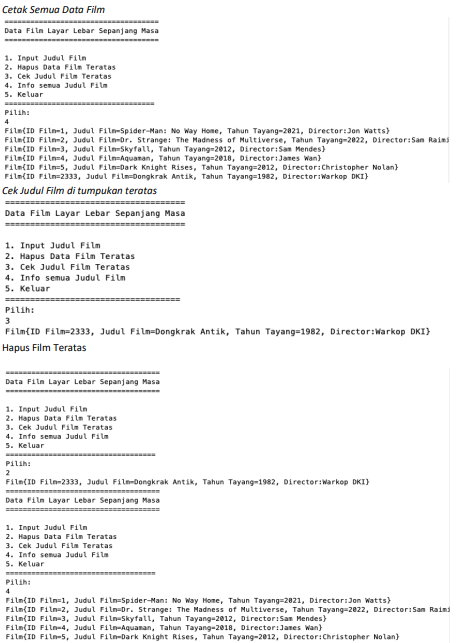 Cetak Semua Data Film
====================================
Data Film Layar Lebar Sepanjang Masa
====================================
1. Input Judul Film
2. Hapus Data Film Teratas
3. Cek Judul Film Teratas
4. Info semua Judul Film
5. Keluar
===================================
Pilih:
4
Film{ID Film=1, Judul Film=Spider-Man: No Way Home, Tahun Tayang=2021, Director:Jon Watts}
Film{ID Film=2, Judul Film=Dr. Strange: The Madness of Multiverse, Tahun Tayang=2022, Director:Sam Raimi
Film{ID Film=3, Judul Film=Skyfall, Tahun Tayang=2012, Director:Sam Mendes}
Film{ID Film=4, Judul Film=Aquaman, Tahun Tayang=2018, Director:James Wan}
Film{ID Film=5, Judul Film=Dark Knight Rises, Tahun Tayang=2012, Director:Christopher Nolan}
Film{ID Film=2333, Judul Film=Dongkrak Antik, Tahun Tayang=1982, Director:Warkop DKI}
Cek Judul Film di tumpukan teratas
====================================
Data Film Layar Lebar Sepanjang Masa
====================================
1. Input Judul Film
2. Hapus Data Film Teratas
3. Cek Judul Film Teratas
4. Info semua Judul Film
5. Keluar
===================================
Pilih:
3
Film{ID Film=2333, Judul Film=Dongkrak Antik, Tahun Tayang=1982, Director:Warkop DKI}
Hapus Film Teratas
====================================
Data Film Layar Lebar Sepanjang Masa
====================================
1. Input Judul Film
2. Hapus Data Film Teratas
3. Cek Judul Film Teratas
4. Info semua Judul Film
5. Keluar
===================================
Pilih:
2
Film{ID Film=2333, Judul Film=Dongkrak Antik, Tahun Tayang=1982, Director:Warkop DKI}
====================================
Data Film Layar Lebar Sepanjang Masa
====================================
1. Input Judul Film
2. Hapus Data Film Teratas
3. Cek Judul Film Teratas
4. Info semua Judul Film
5. Keluar
===================================
Pilih:
4
Film{ID Film=1, Judul Film=Spider-Man: No Way Home, Tahun Tayang=2021, Director:Jon Watts}
Film{ID Film=2, Judul Film=Dr. Strange: The Madness of Multiverse, Tahun Tayang=2022, Director:Sam Raimi
Film{ID Film=3, Judul Film=Skyfall, Tahun Tayang=2012, Director:Sam Mendes}
Film{ID Film=4, Judul Film=Aquaman, Tahun Tayang=2018, Director:James Wan}
Film{ID Film=5, Judul Film=Dark Knight Rises, Tahun Tayang=2012, Director:Christopher Nolan}